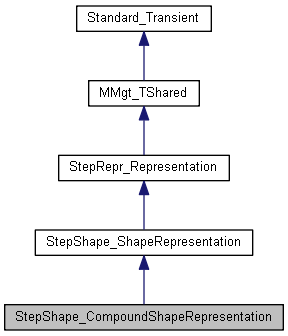 Standard_Transient
MMgt_TShared
StepRepr_Representation
StepShape_ShapeRepresentation
StepShape_CompoundShapeRepresentation